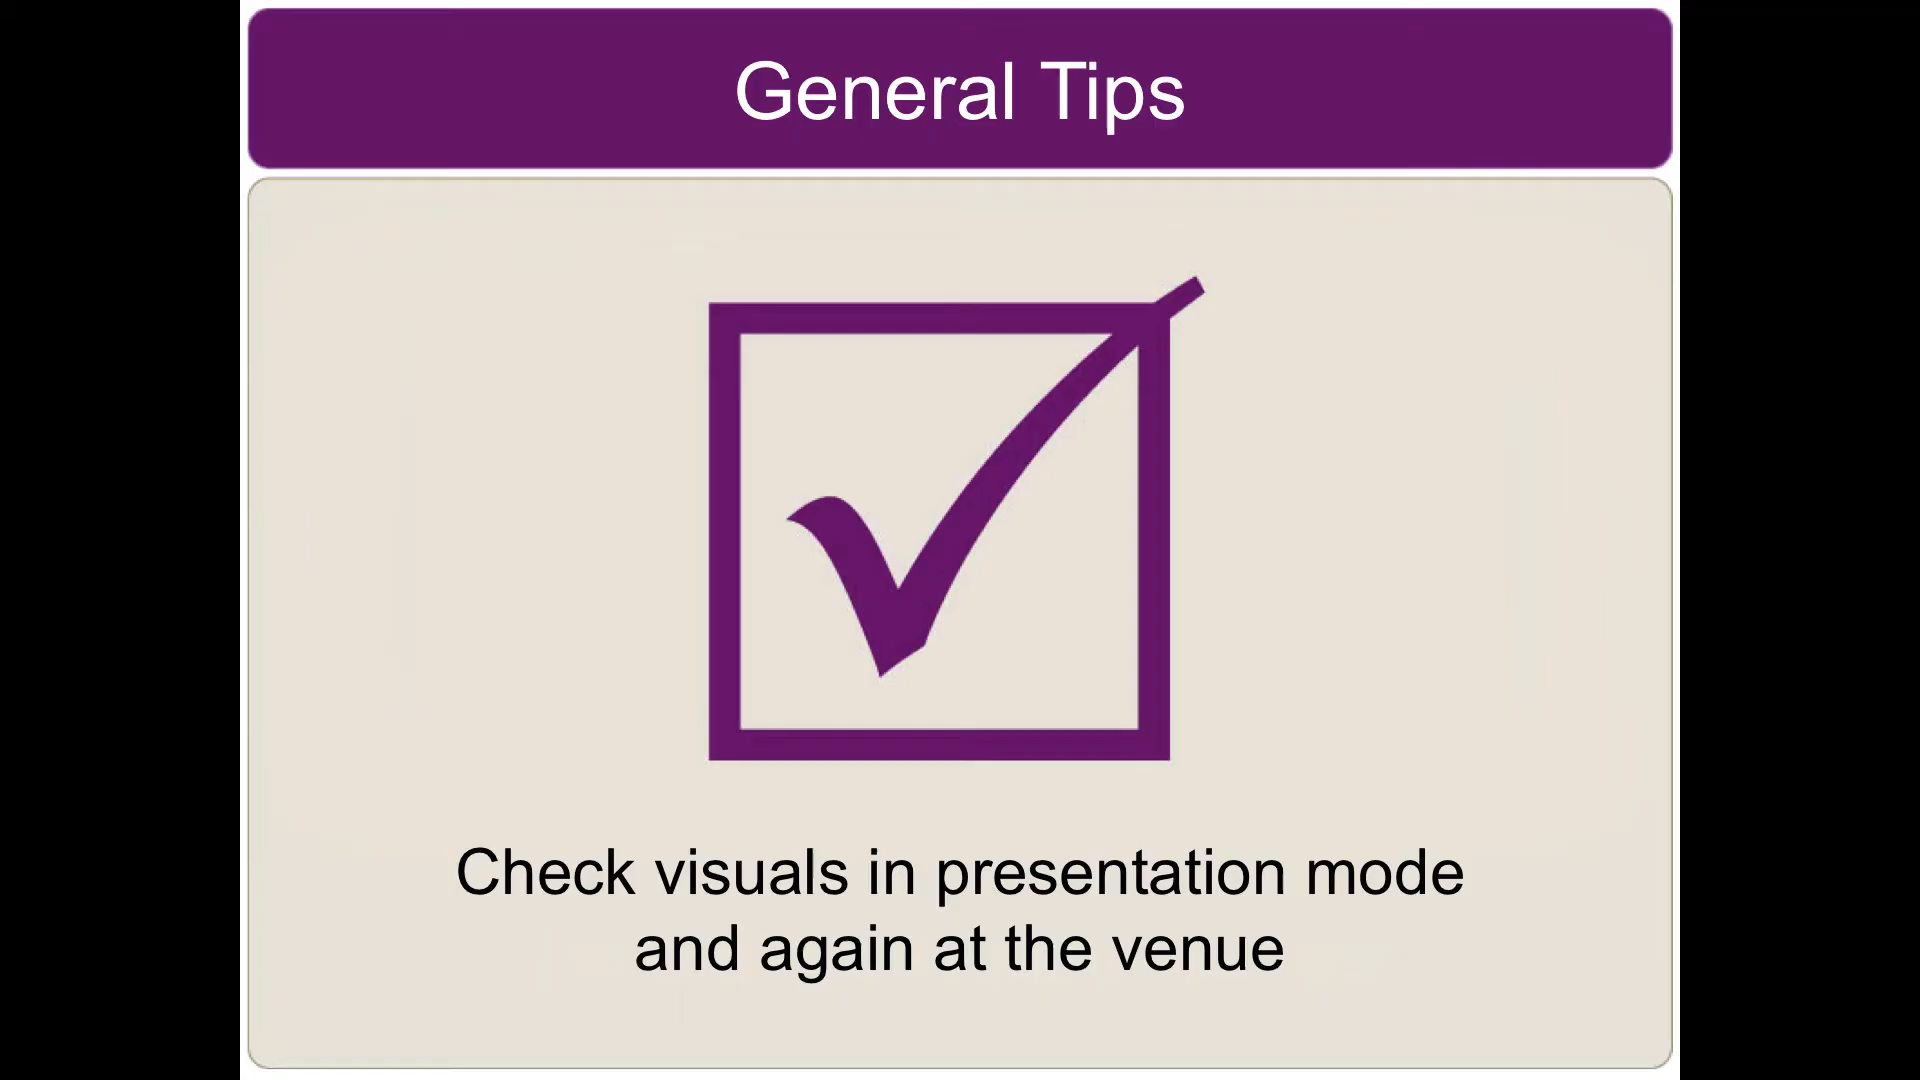 General Tips
Check visuals in presentation mode
and again at the venue